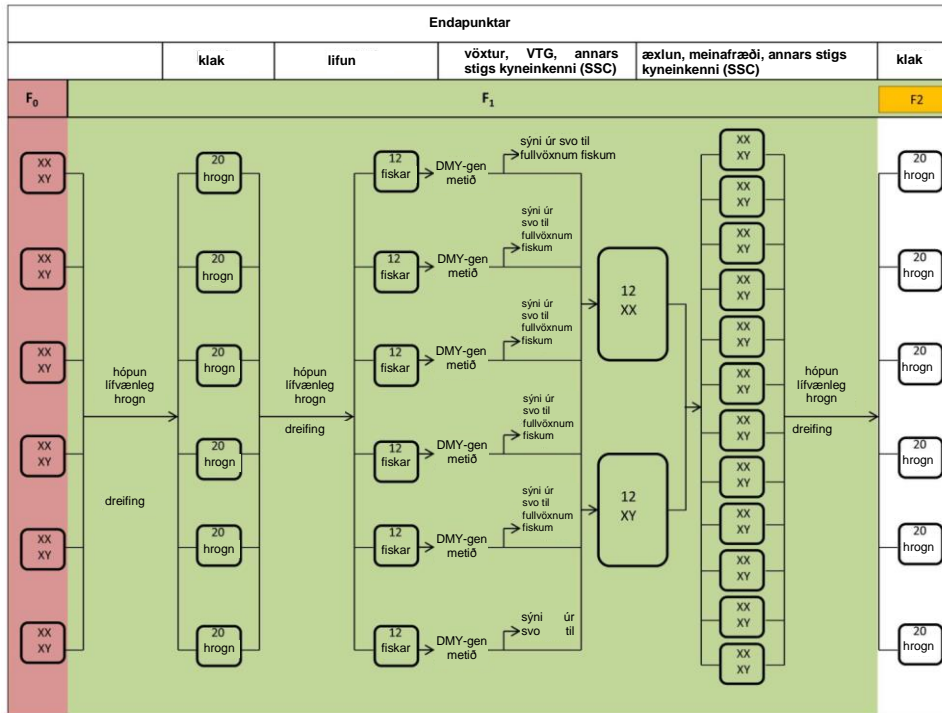 Endapunktar
klak
lifun
vöxtur, VTG, annars
stigs kyneinkenni (SSC)
æxlun, meinafræði, annars stigs
kyneinkenni (SSC)
klak
F0
F1
F2
XX
XY
XX
XY
XX
XY
XX
XY
XX
XY
XX
XY
hópun
lífvænleg
hrogn
dreifing
20
hrogn
20
hrogn
20
hrogn
20
hrogn
20
hrogn
20
hrogn
hópun
lífvænleg
hrogn
dreifing
12
fiskar
12
fiskar
12
fiskar
12
fiskar
12
fiskar
12
fiskar
DMY-gen
metið
DMY-gen
metið
DMY-gen
metið
DMY-gen
metið
DMY-gen
metið
DMY-gen
metið
sýni úr svo til
fullvöxnum fiskum
sýni úr
svo til
fullvöxnum
fiskum
sýni úr
svo til
fullvöxnum
fiskum
sýni úr
svo til
fullvöxnum
fiskum
sýni úr
svo til
fullvöxnum
fiskum
sýni úr
svo til
12
XX
12
XY
XX
XY
XX
XY
XX
XY
XX
XY
XX
XY
XX
XY
XX
XY
XX
XY
XX
XY
XX
XY
XX
XY
XX
XY
hópun
lífvænleg
hrogn
dreifing
20
hrogn
20
hrogn
20
hrogn
20
hrogn
20
hrogn
20
hrogn